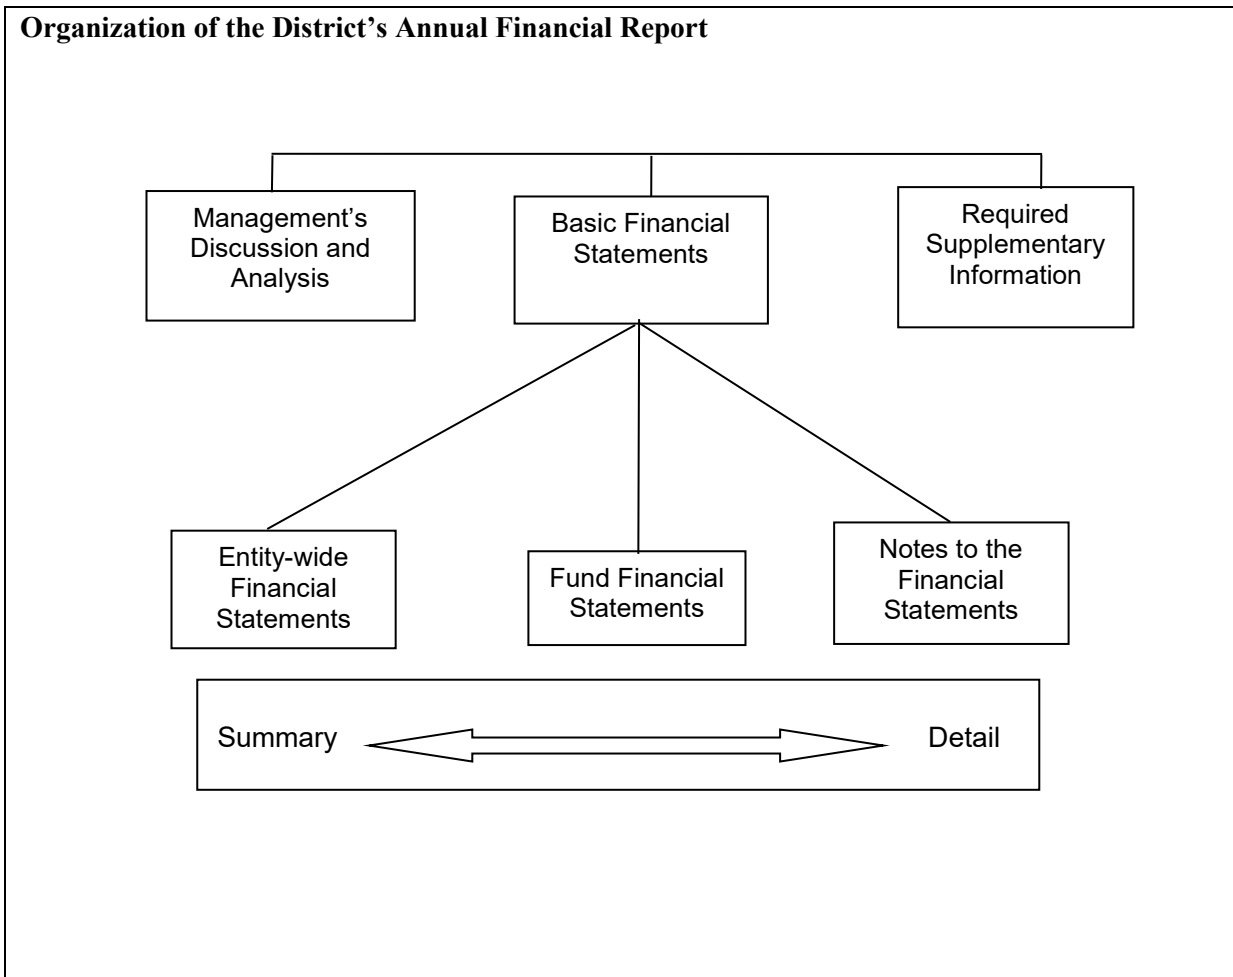 Organization of the District’s Annual Financial Report
Management’s
Discussion and
Analysis
Basic Financial
Statements
Required
Supplementary
Information
Entity-wide
Financial
Statements
Fund Financial
Statements
Notes to the
Financial
Statements
Summary
Detail